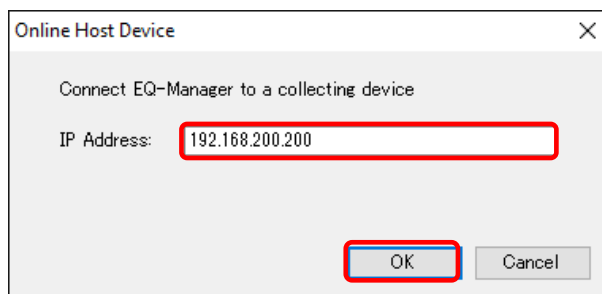 Online Host Device
Connect EQ-Manager to a collecting device
IP Address: 192.168.200.200
OK Cancel